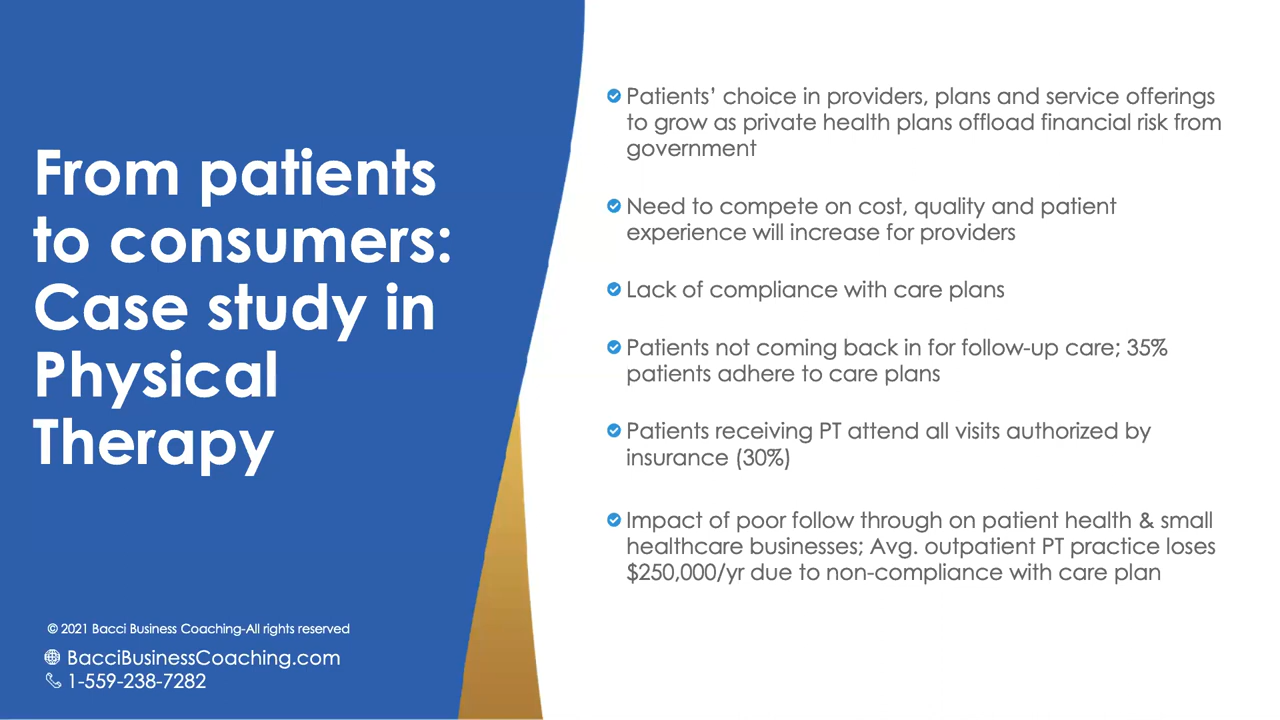 From patients
to consumers:
Case study in
Physical
Therapy
© 2021 Bacci Business Coaching-All rights reserved
BacciBusinessCoaching.com
1-559-238-7282
Patients’ choice in providers, plans and service offerings
to grow as private health plans offload financial risk from
government
Need to compete on cost, quality and patient
experience will increase for providers
Lack of compliance with care plans
Patients not coming back in for follow-up care; 35%
patients adhere to care plans
Patients receiving PT attend all visits authorized by
insurance (30%)
Impact of poor follow through on patient health & small
healthcare businesses; Avg. outpatient PT practice loses
$250,000/yr due to non-compliance with care plan